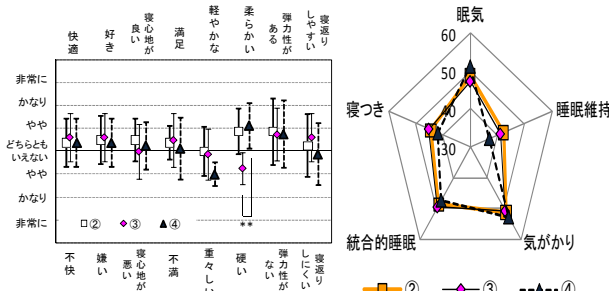 快適
好き
寝心地が
良い
満足
軽やかな
柔らかい
弾力性が
ある
寝返り
しやすい
非常に
かなり
やや
どちらとも
いえない
やや
かなり
非常に
□② ◆③ ▲④
**
不快
嫌い
寝心地が
悪い
不満
重々しい
硬い
弾力性が
ない
寝返り
しにくい
眠気
60
50
40
30
寝つき
睡眠維持
統合的睡眠
気がかり
② ③ ④